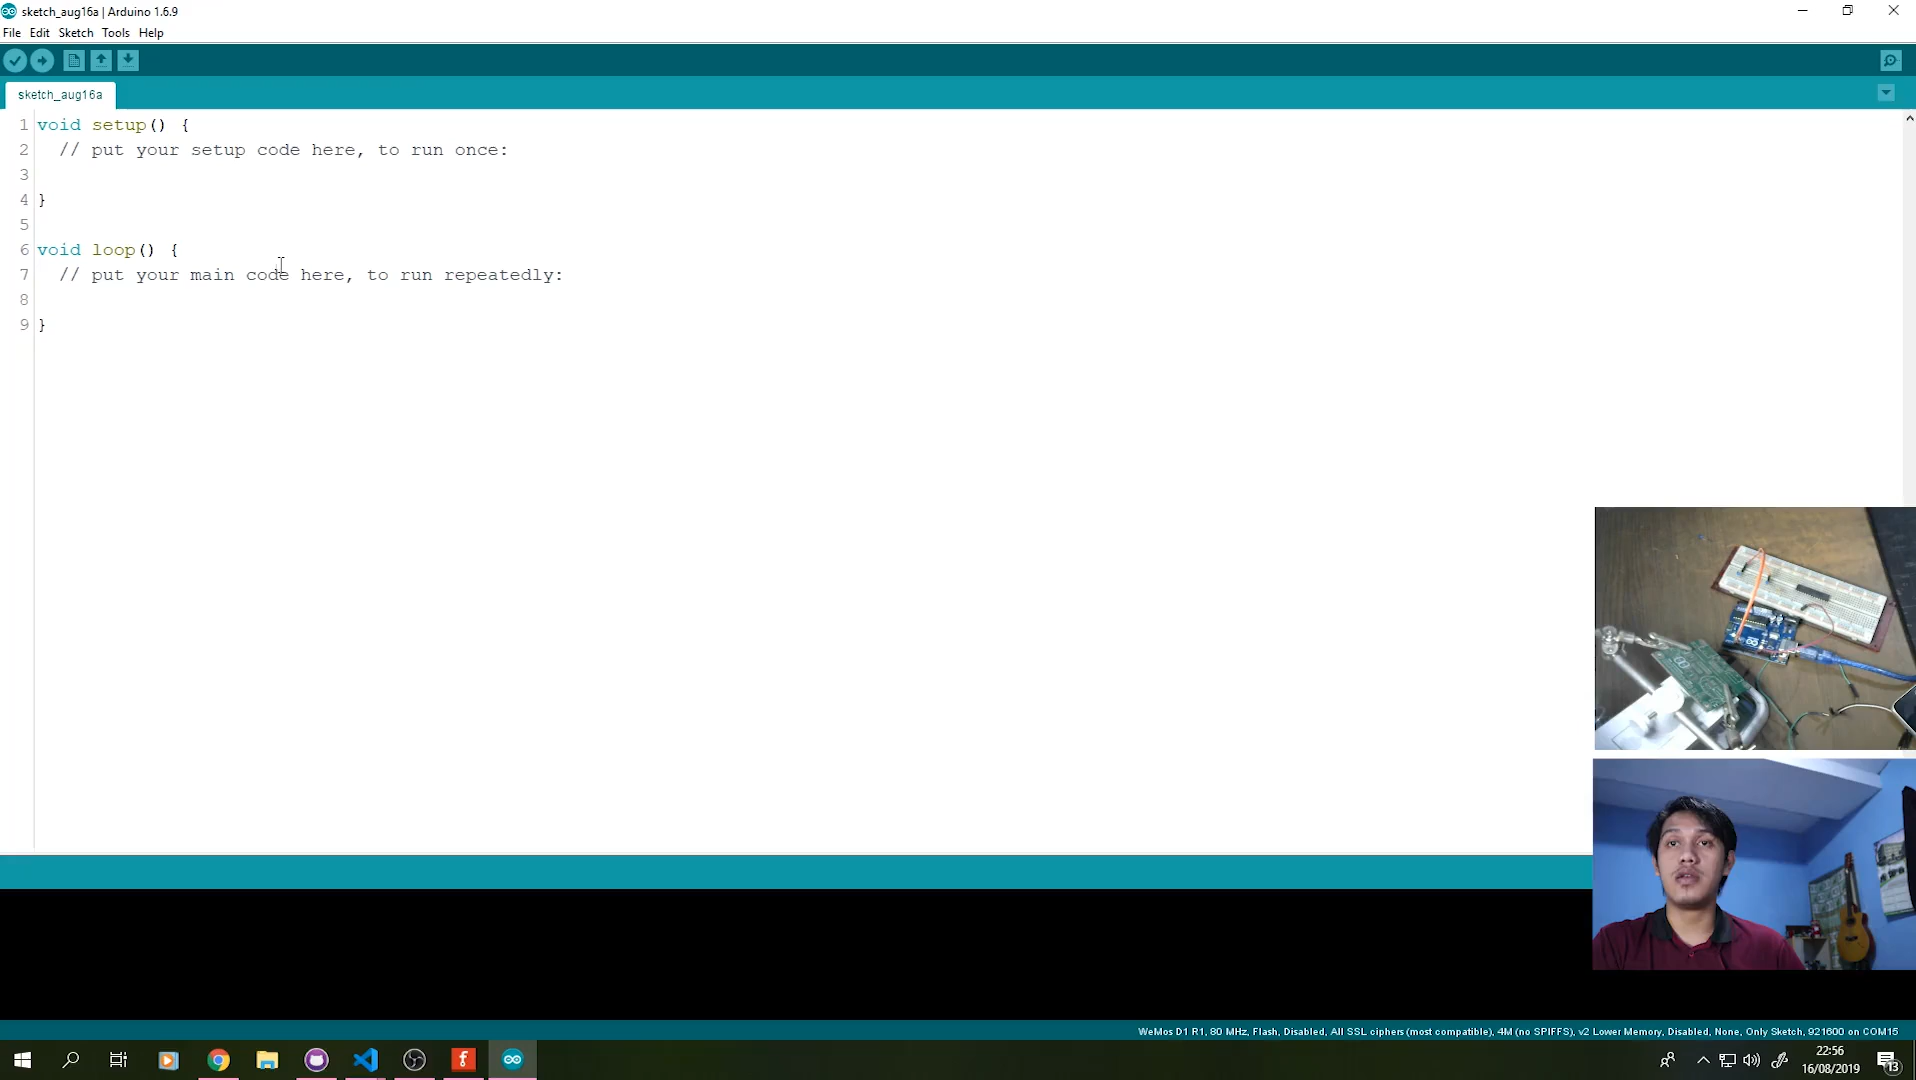 sketch_aug16a | Arduino 1.6.9
File Edit Sketch Tools Help
sketch_aug16a
1 void setup() {
2 // put your setup code here, to run once:
3
4 }
5
6 void loop() {
7 // put your main code here, to run repeatedly:
8
9 }
WeMos D1 R1, 80 MHz, Flash, Disabled, All SSL ciphers (most compatible), 4M (no SPIFFS), v2 Lower Memory, Disabled, None, Only Sketch, 921600 on COM15
22:56
16/08/2019
13